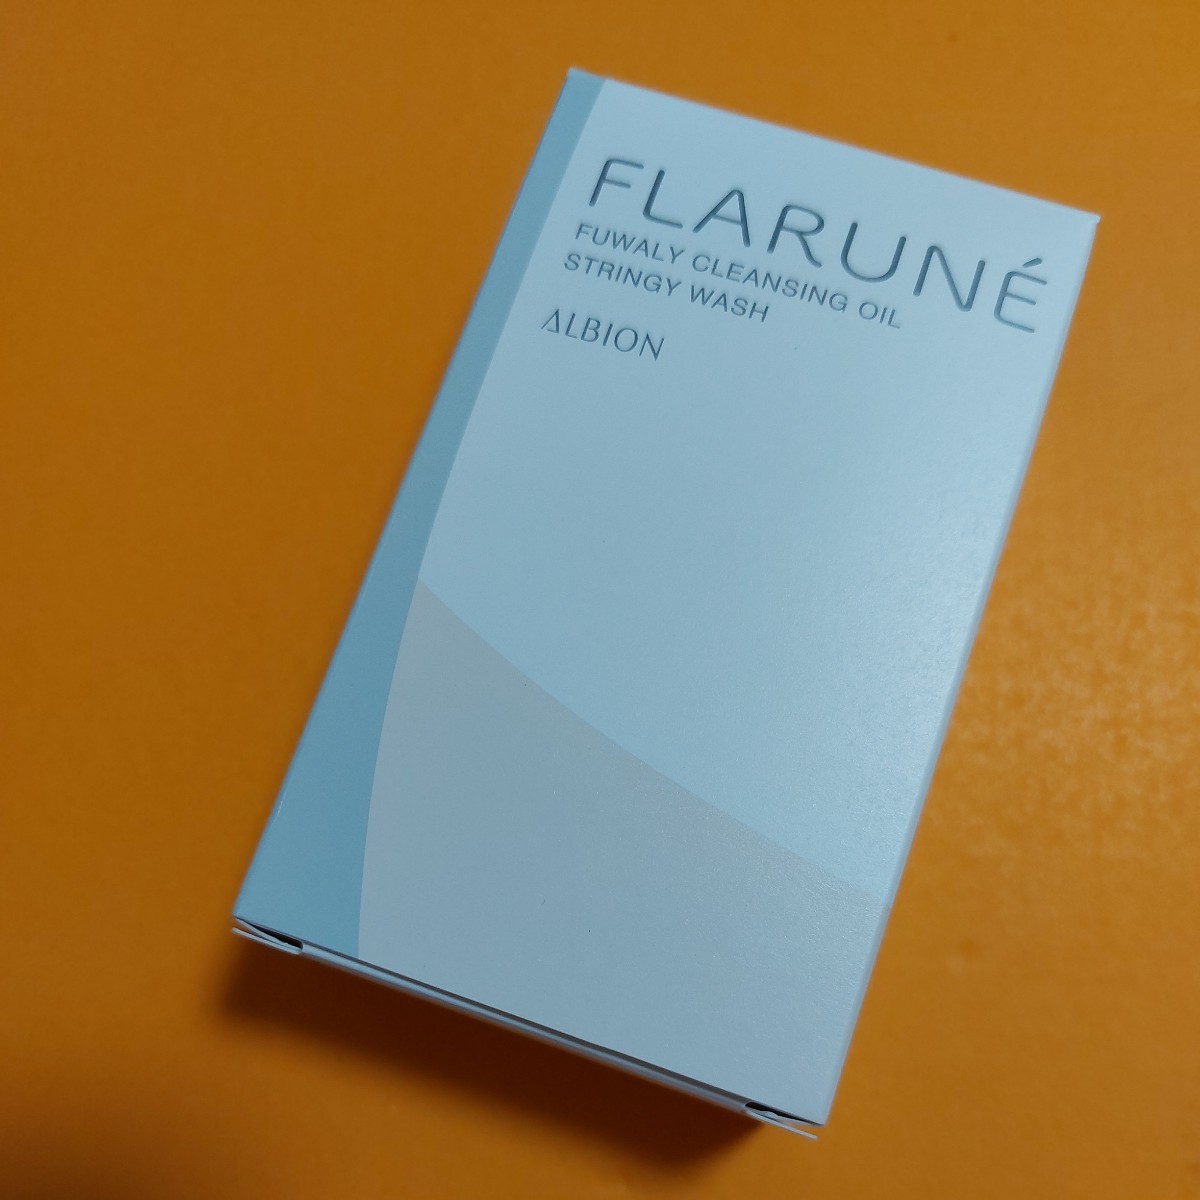 FLARUNÉ
FUWALY CLEANSING OIL
STRINGY WASH
ALBION